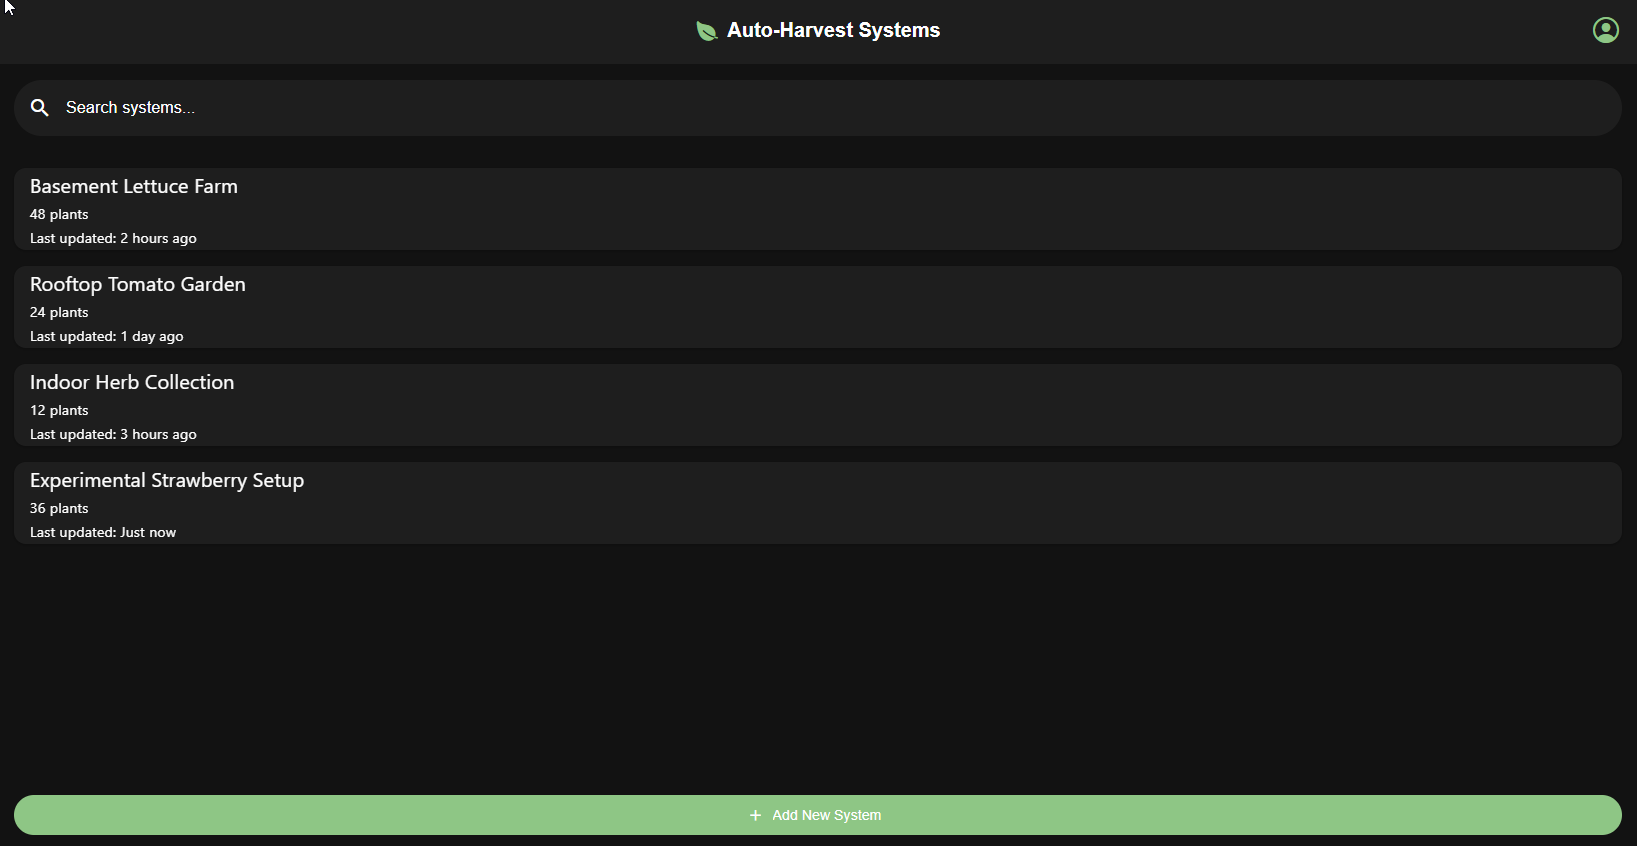 Auto-Harvest Systems
Search systems...
Basement Lettuce Farm
48 plants
Last updated: 2 hours ago
Rooftop Tomato Garden
24 plants
Last updated: 1 day ago
Indoor Herb Collection
12 plants
Last updated: 3 hours ago
Experimental Strawberry Setup
36 plants
Last updated: Just now
+ Add New System